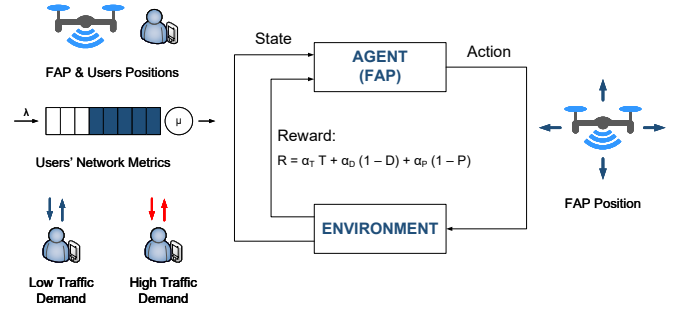 FAP & Users Positions
λ
μ
Users' Network Metrics
Low Traffic
Demand
High Traffic
Demand
State
AGENT
(FAP)
Action
Reward:
R = α_T T + α_D (1 – D) + α_P (1 – P)
ENVIRONMENT
FAP Position